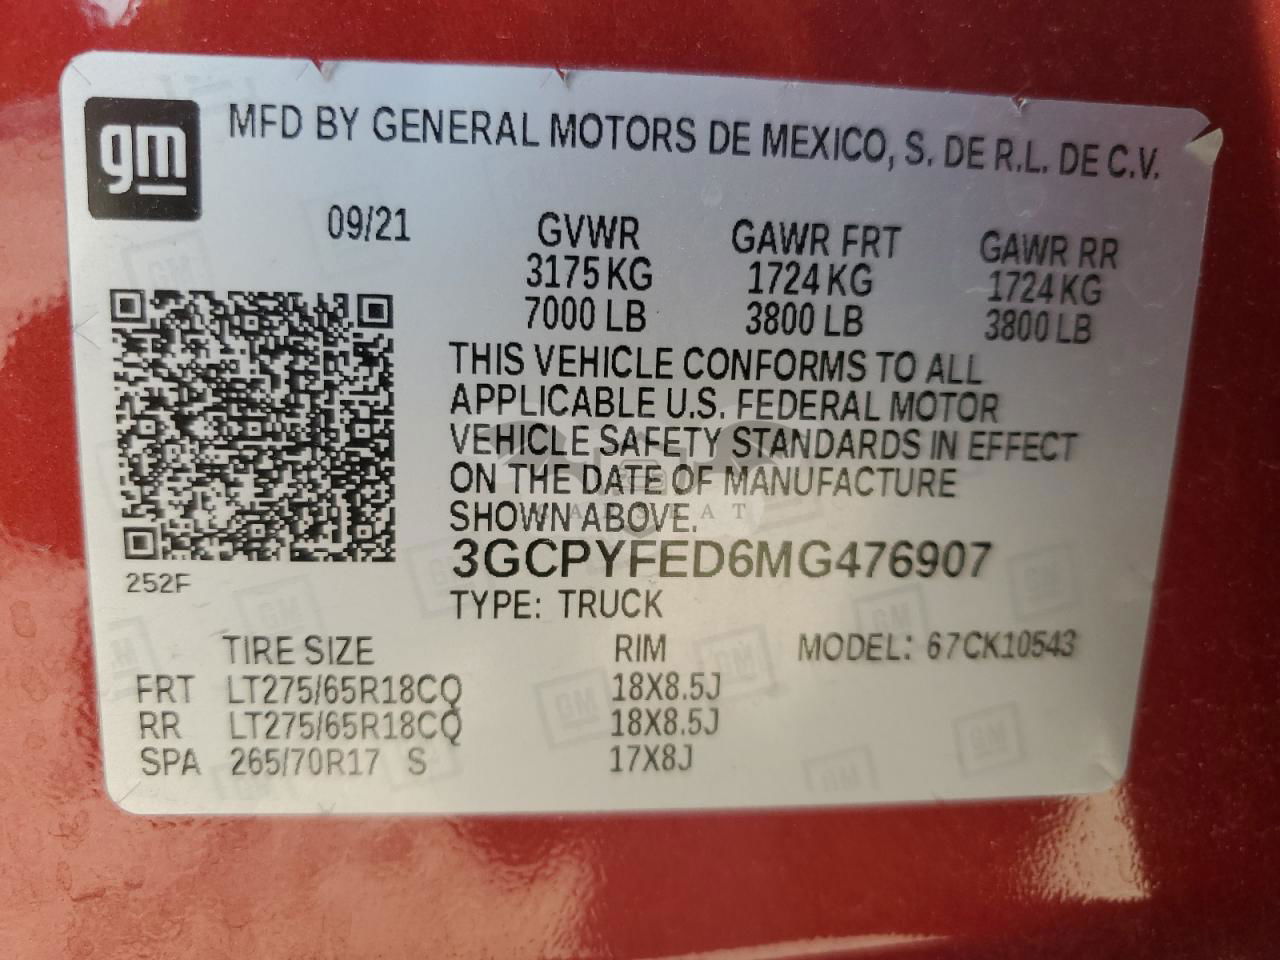 gm
MFD BY GENERAL MOTORS DE MEXICO, S. DE R.L. DE C.V.
09/21 GVWR GAWR FRT GAWR RR
3175 KG 1724 KG 1724 KG
7000 LB 3800 LB 3800 LB
THIS VEHICLE CONFORMS TO ALL
APPLICABLE U.S. FEDERAL MOTOR
VEHICLE SAFETY STANDARDS IN EFFECT
ON THE DATE OF MANUFACTURE
SHOWN ABOVE.
252F 3GCPYFED6MG476907
TYPE: TRUCK
TIRE SIZE RIM MODEL: 67CK10543
FRT LT275/65R18CQ 18X8.5J
RR LT275/65R18CQ 18X8.5J
SPA 265/70R17 S 17X8J